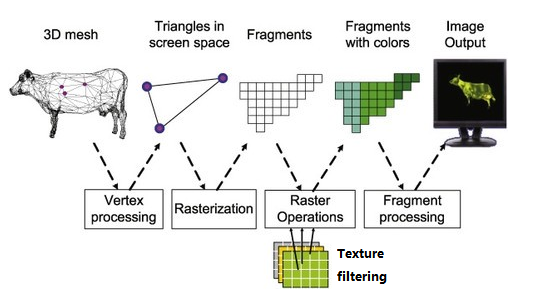 3D mesh
Triangles in
screen space
Fragments
Fragments
with colors
Image
Output
Vertex
processing
Rasterization
Raster
Operations
Fragment
processing
Texture
filtering